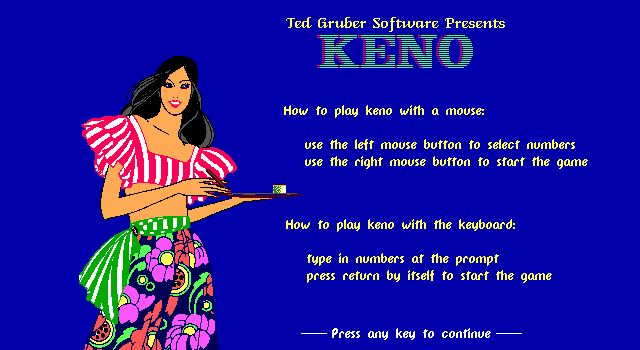 Ted Gruber Software Presents
KENO
How to play keno with a mouse:
use the left mouse button to select numbers
use the right mouse button to start the game
How to play keno with the keyboard:
type in numbers at the prompt
press return by itself to start the game
Press any key to continue